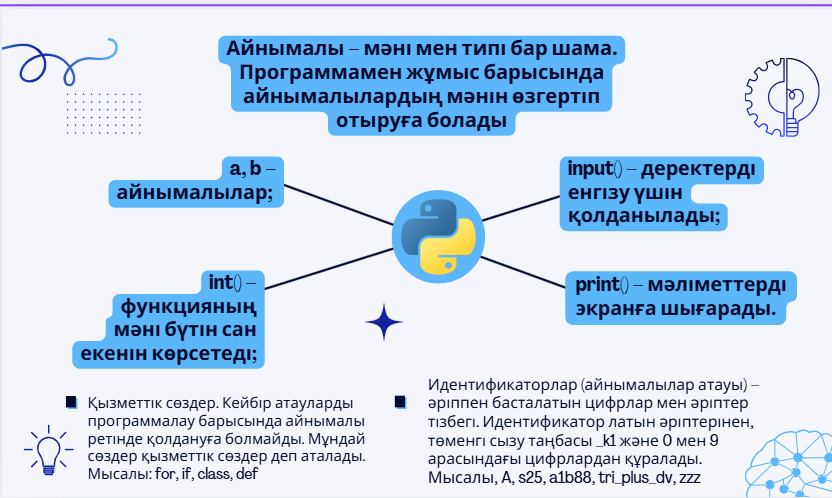 Айнымалы – мәні мен типі бар шама.
Программамен жұмыс барысында
айнымалылардың мәнін өзгертіп
отыруға болады
a, b –
айнымалылар;
input() – деректерді
енгізу үшін
қолданылады;
int() –
функцияның
мәні бүтін сан
екенін көрсетеді;
print() – мәліметтерді
экранға шығарады.
Қызметтік сөздер. Кейбір атауларды
программалау барысында айнымалы
ретінде қолдануға болмайды. Мұндай
сөздер қызметтік сөздер деп аталады.
Мысалы: for, if, class, def
Идентификаторлар (айнымалылар атауы) –
әріппен басталатын цифрлар мен әріптер
тізбегі. Идентификатор латын әріптерінен,
төменгі сызу таңбасы _k1 және 0 мен 9
арасындағы цифрлардан құралады.
Мысалы, A, s25, a1b88, tri_plus_dv, zzz